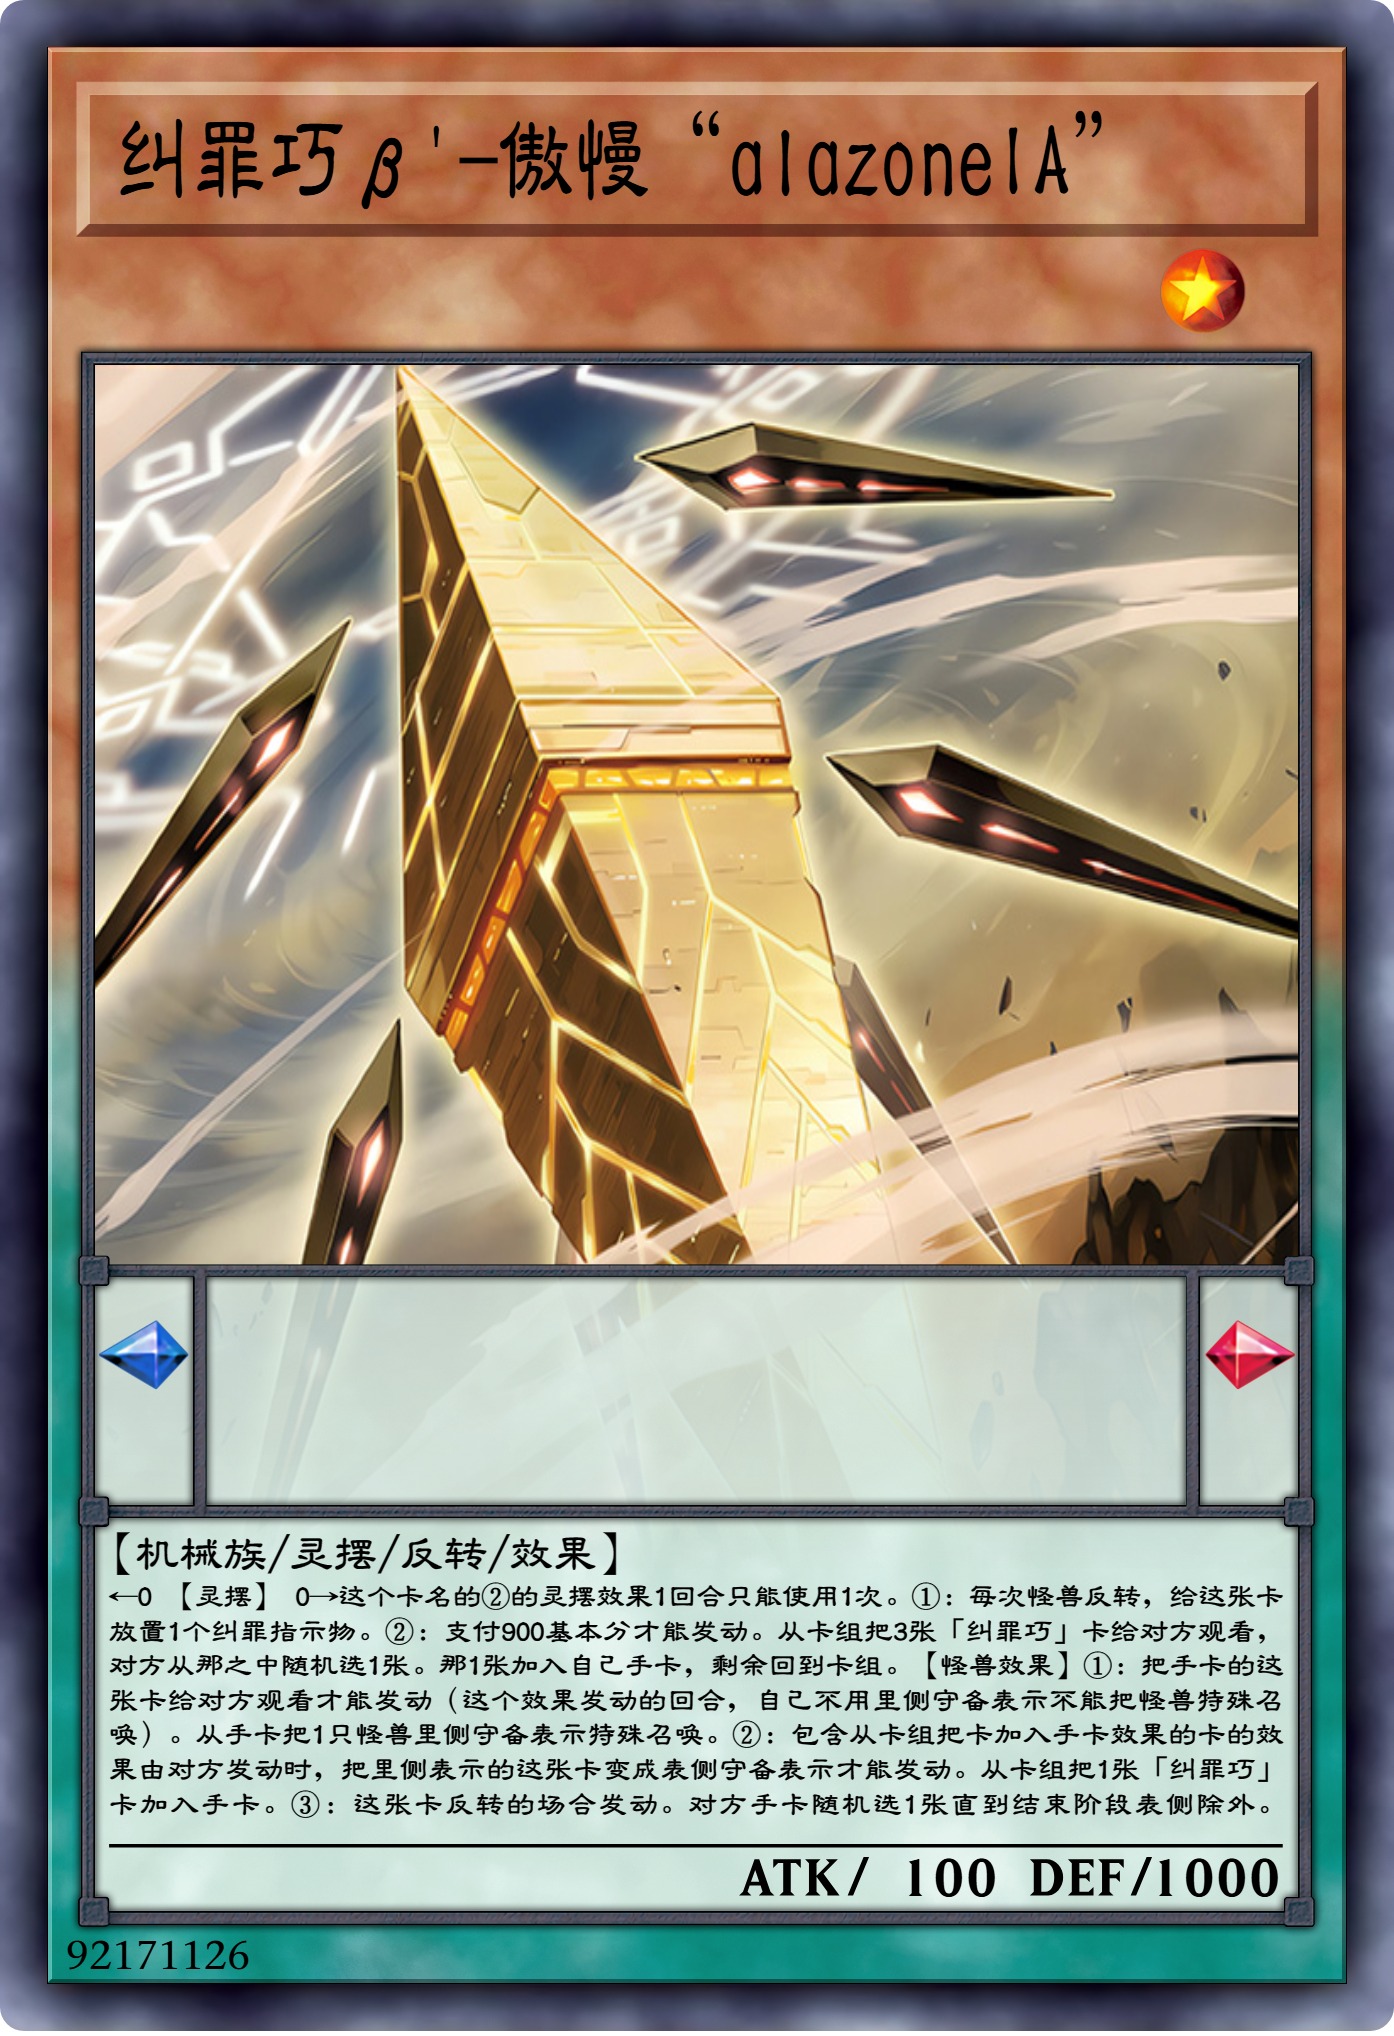 纠罪巧β'-傲慢“alazoneIA”
【机械族/灵摆/反转/效果】
←0 【灵摆】 0→这个卡名的②的灵摆效果1回合只能使用1次。①：每次怪兽反转，给这张卡
放置1个纠罪指示物。②：支付900基本分才能发动。从卡组把3张「纠罪巧」卡给对方观看，
对方从那之中随机选1张。那1张加入自己手卡，剩余回到卡组。【怪兽效果】①：把手卡的这
张卡给对方观看才能发动（这个效果发动的回合，自己不用里侧守备表示不能把怪兽特殊召
唤）。从手卡把1只怪兽里侧守备表示特殊召唤。②：包含从卡组把卡加入手卡效果的卡的效
果由对方发动时，把里侧表示的这张卡变成表侧守备表示才能发动。从卡组把1张「纠罪巧」
卡加入手卡。③：这张卡反转的场合发动。对方手卡随机选1张直到结束阶段表侧除外。
ATK/ 100 DEF/1000
92171126